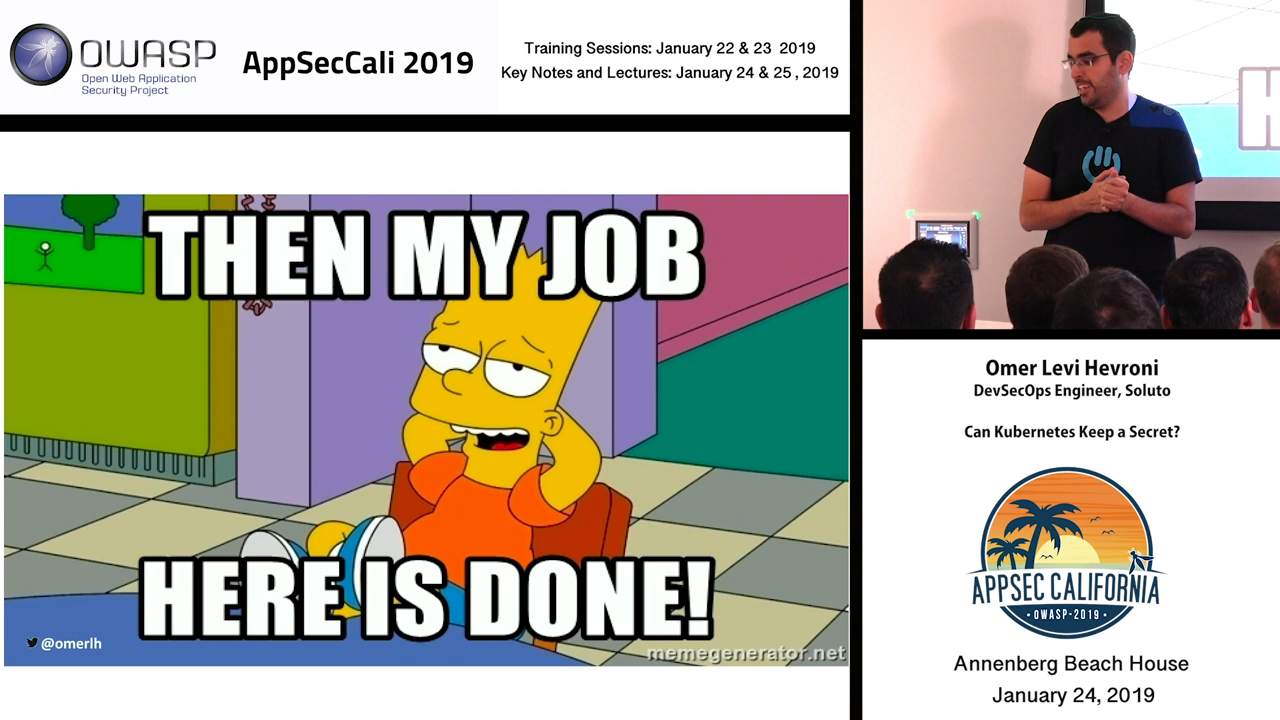 OWASP
Open Web Application
Security Project
AppSecCali 2019
Training Sessions: January 22 & 23 2019
Key Notes and Lectures: January 24 & 25 , 2019
THEN MY JOB
HERE IS DONE!
@omerlh
memegenerator.net
H
Omer Levi Hevroni
DevSecOps Engineer, Soluto
Can Kubernetes Keep a Secret?
APPSEC CALIFORNIA
• OWASP-2019 •
Annenberg Beach House
January 24, 2019